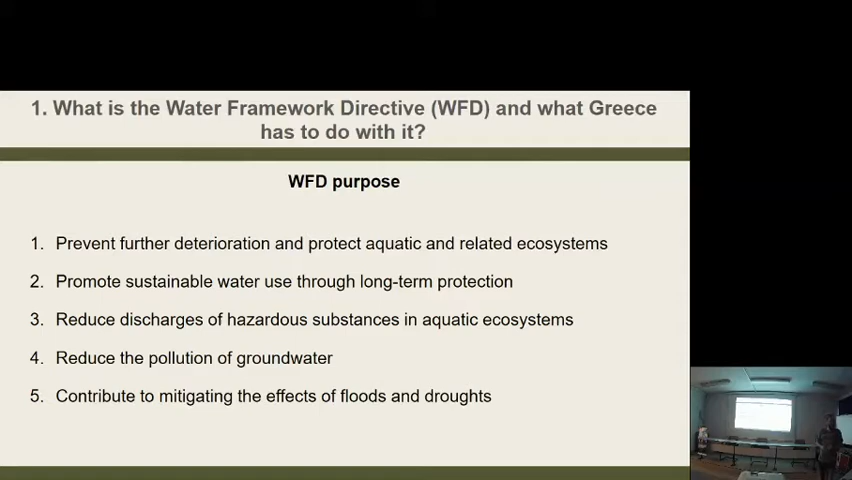 1. What is the Water Framework Directive (WFD) and what Greece
has to do with it?
WFD purpose
1. Prevent further deterioration and protect aquatic and related ecosystems
2. Promote sustainable water use through long-term protection
3. Reduce discharges of hazardous substances in aquatic ecosystems
4. Reduce the pollution of groundwater
5. Contribute to mitigating the effects of floods and droughts